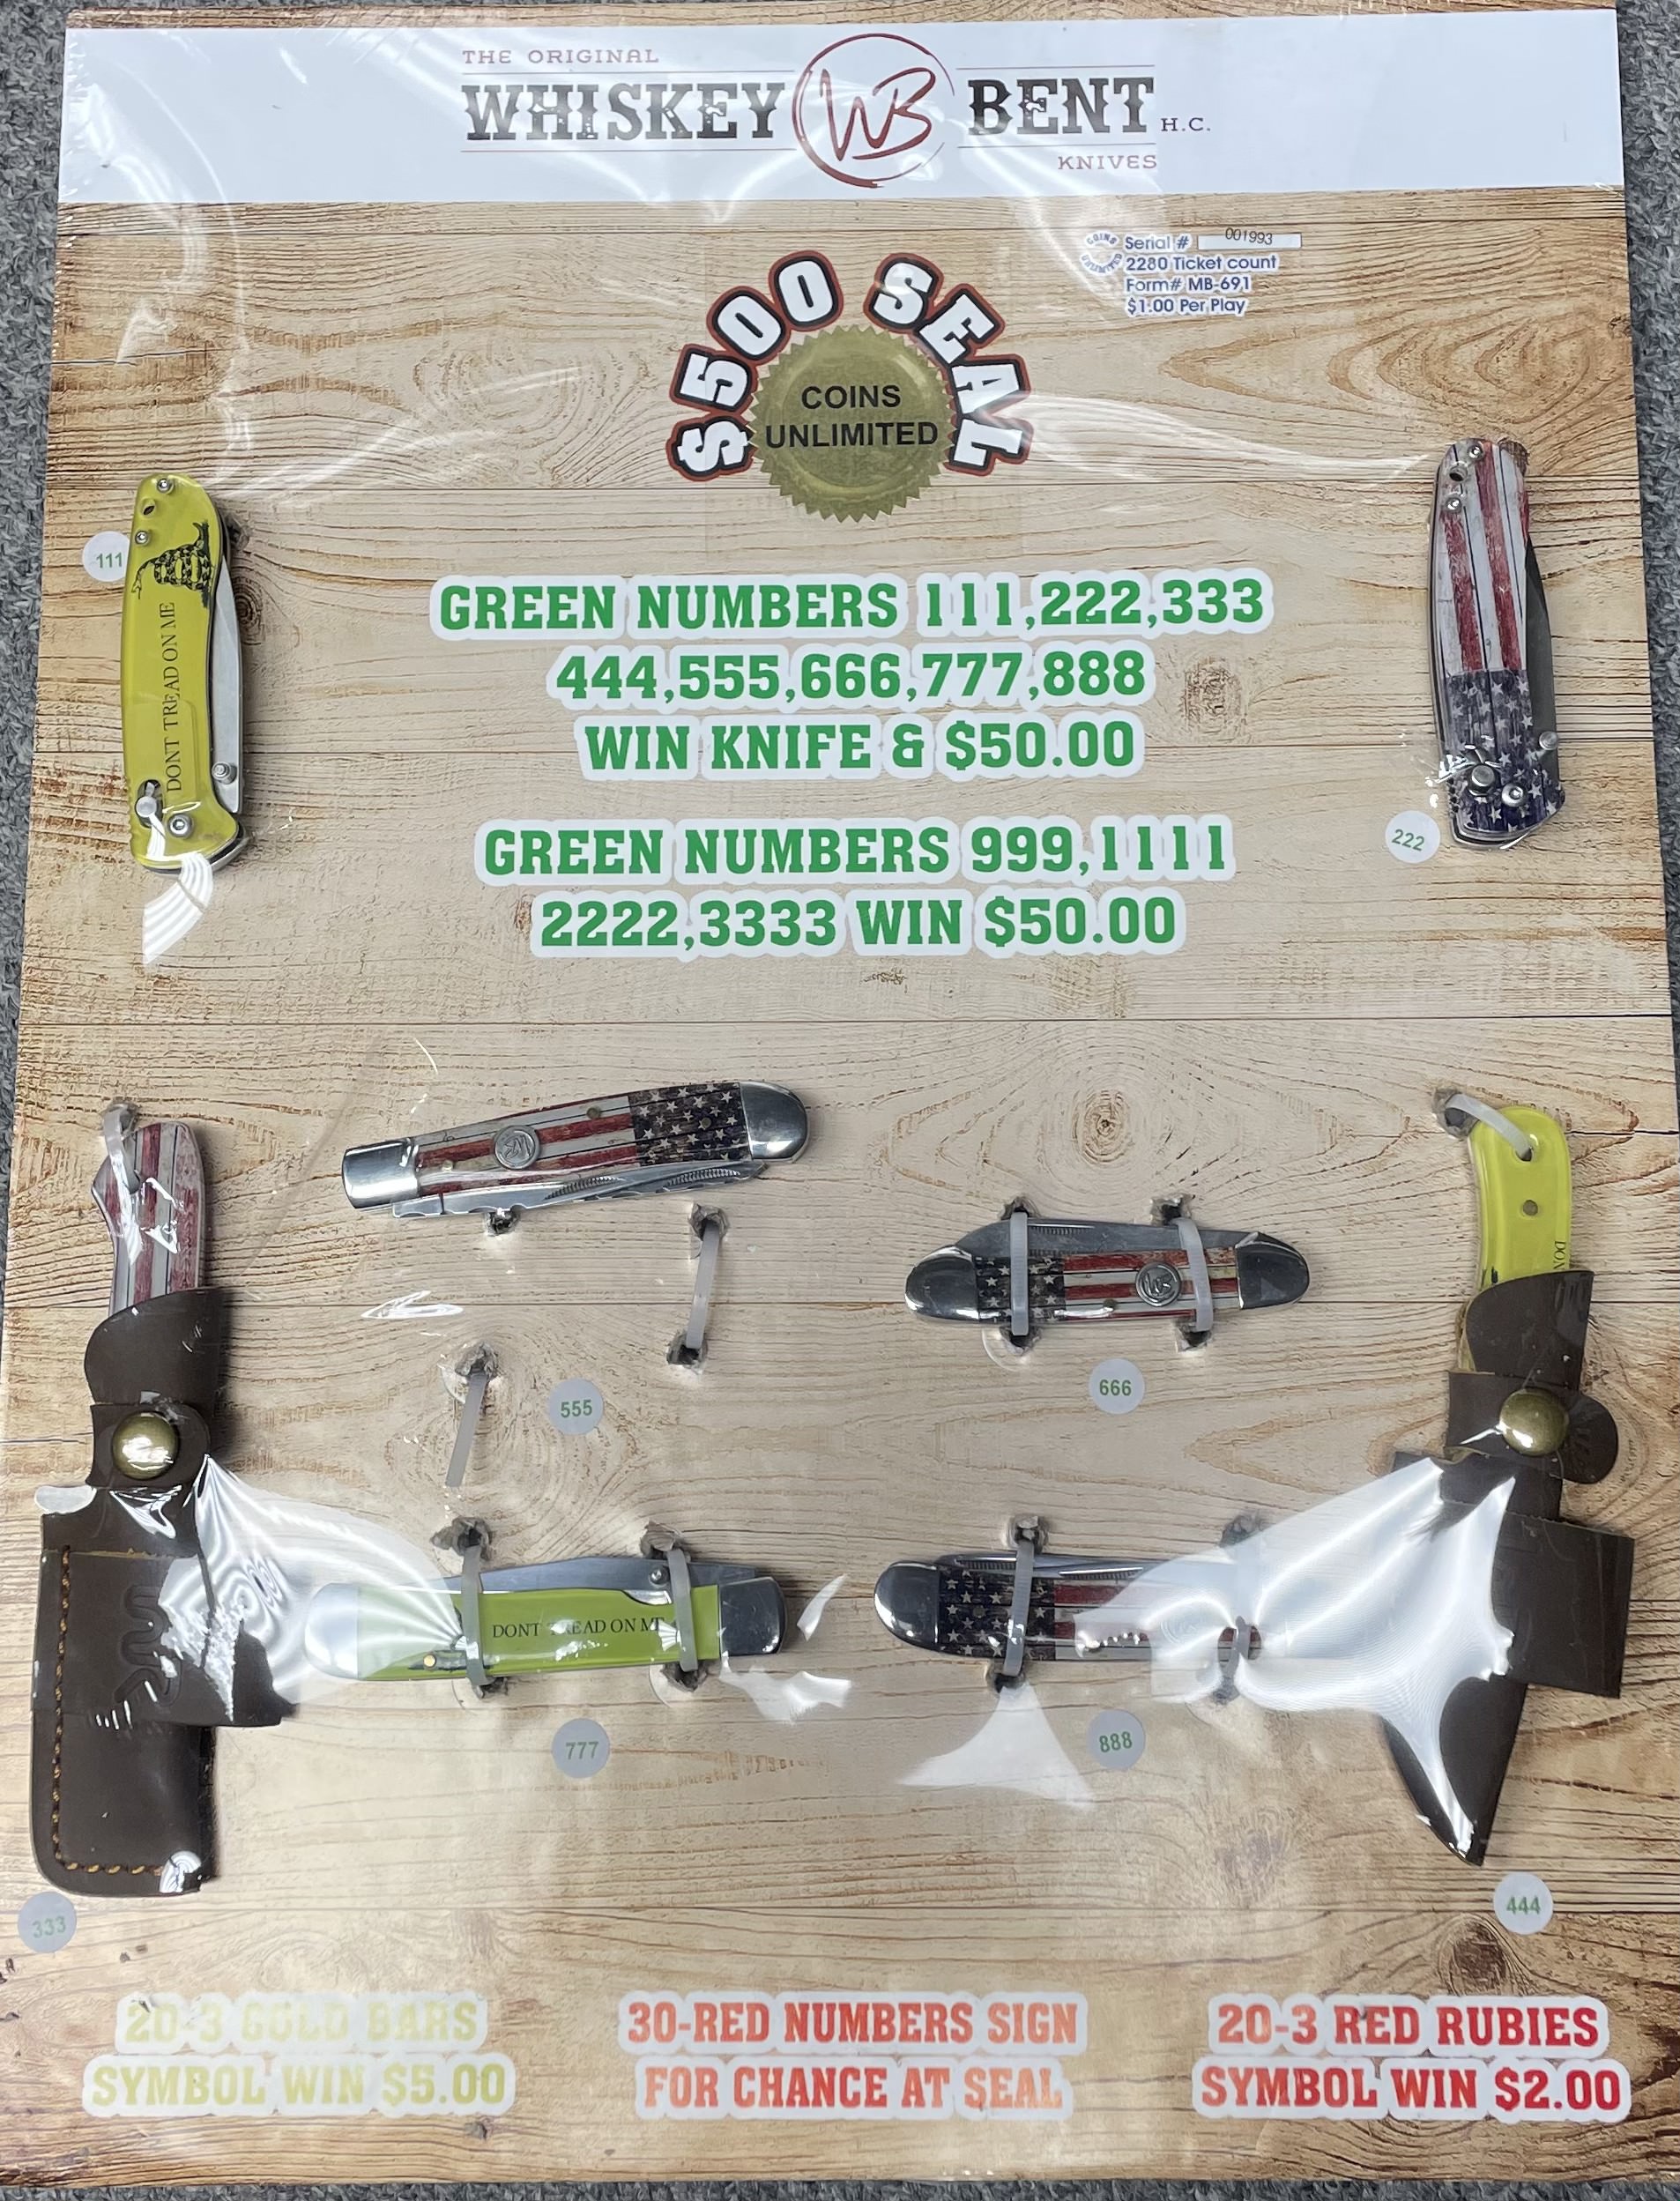 THE ORIGINAL
WHISKEY WB BENT H.C.
KNIVES
COINS UNLIMITED
Serial # 001993
2280 Ticket count
Form# MB-691
$1.00 Per Play
$500 SEAL
COINS
UNLIMITED
111
DONT TREAD ON ME
GREEN NUMBERS 111,222,333
444,555,666,777,888
WIN KNIFE & $50.00
222
GREEN NUMBERS 999,1111
2222,3333 WIN $50.00
DON
555
666
DONT TREAD ON ME
777
888
333
444
20-3 GOLD BARS
SYMBOL WIN $5.00
30-RED NUMBERS SIGN
FOR CHANCE AT SEAL
20-3 RED RUBIES
SYMBOL WIN $2.00